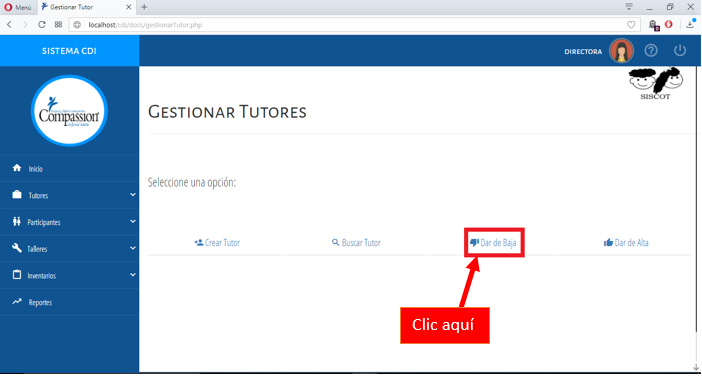 Menú
Gestionar Tutor
localhost/cdi/docs/gestionarTutor.php
SISTEMA CDI
DIRECTORA
Compassion
SISCOT
GESTIONAR TUTORES
Inicio
Tutores
Participantes
Talleres
Inventarios
Reportes
Seleccione una opción:
Crear Tutor
Buscar Tutor
Dar de Baja
Dar de Alta
Clic aquí